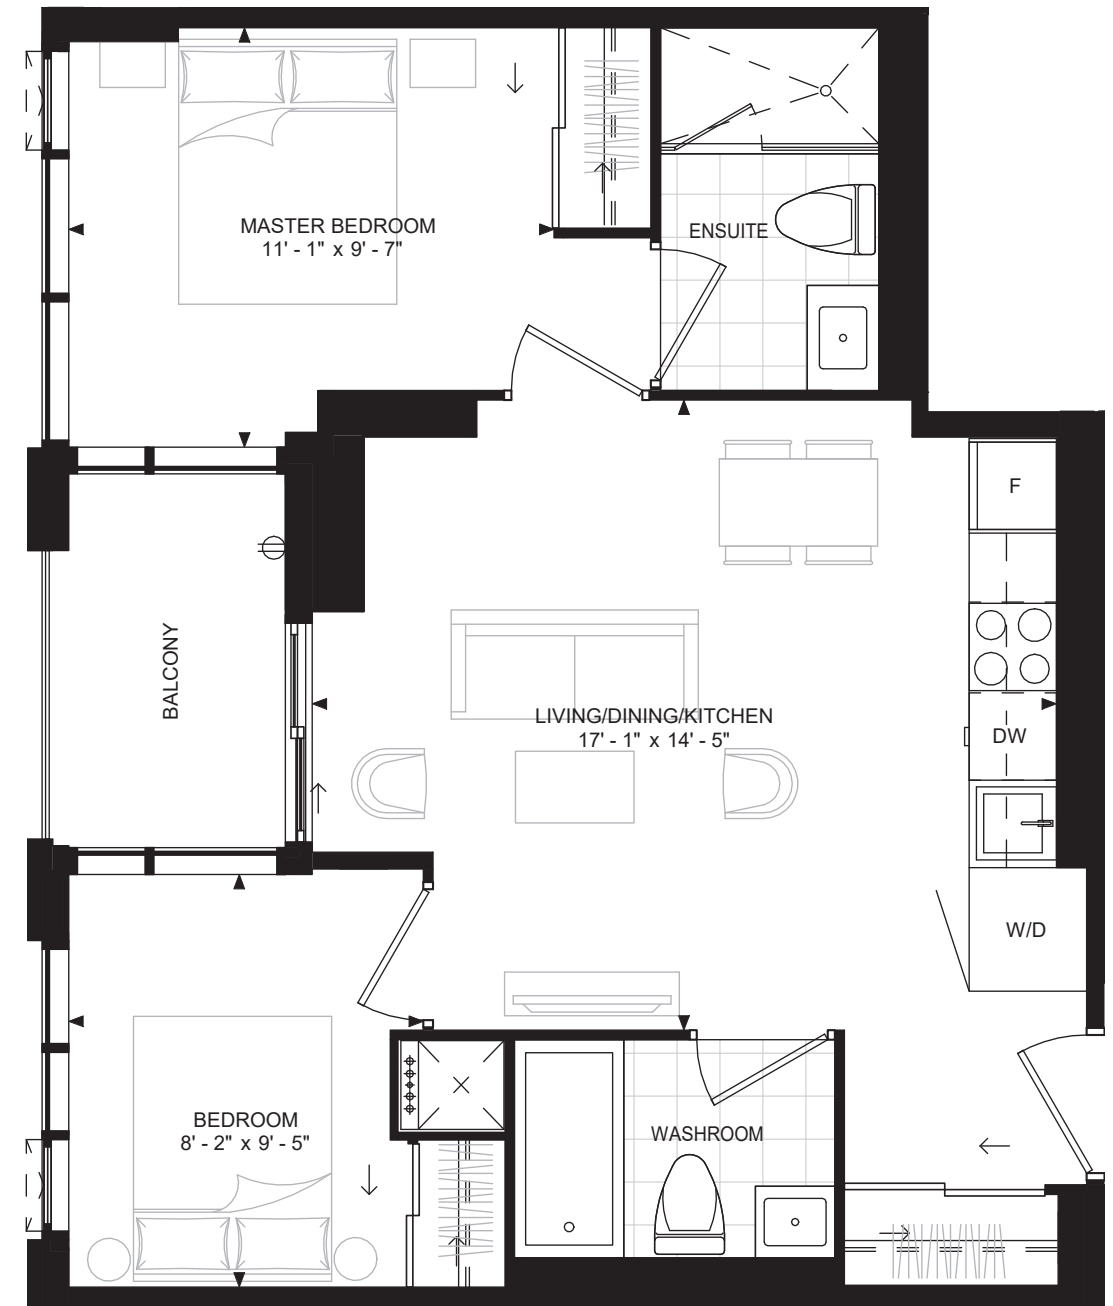 MASTER BEDROOM
11' - 1" x 9' - 7"
ENSUITE
F
BALCONY
LIVING/DINING/KITCHEN
17' - 1" x 14' - 5"
DW
W/D
BEDROOM
8' - 2" x 9' - 5"
WASHROOM